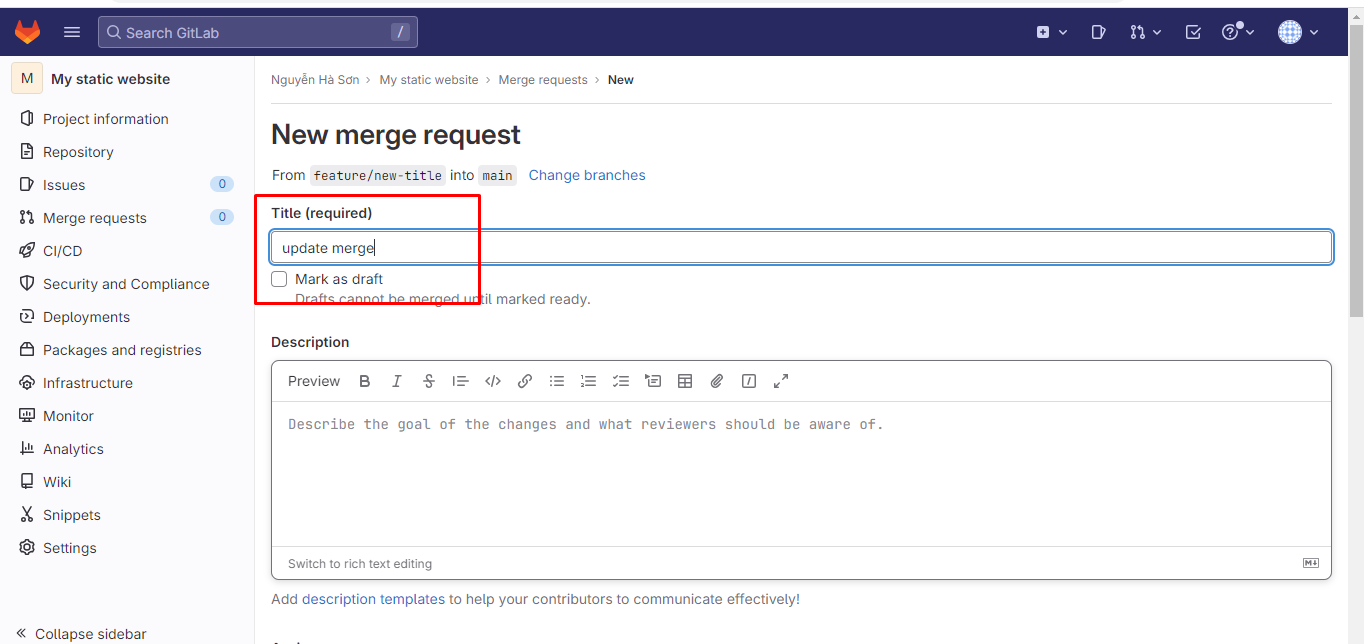 Search GitLab /
M My static website
Project information
Repository
Issues 0
Merge requests 0
CI/CD
Security and Compliance
Deployments
Packages and registries
Infrastructure
Monitor
Analytics
Wiki
Snippets
Settings
Collapse sidebar
Nguyễn Hà Sơn › My static website › Merge requests › New
New merge request
From feature/new-title into main Change branches
Title (required)
update merge
Mark as draft
Drafts cannot be merged until marked ready.
Description
Preview
Describe the goal of the changes and what reviewers should be aware of.
Switch to rich text editing
Add description templates to help your contributors to communicate effectively!